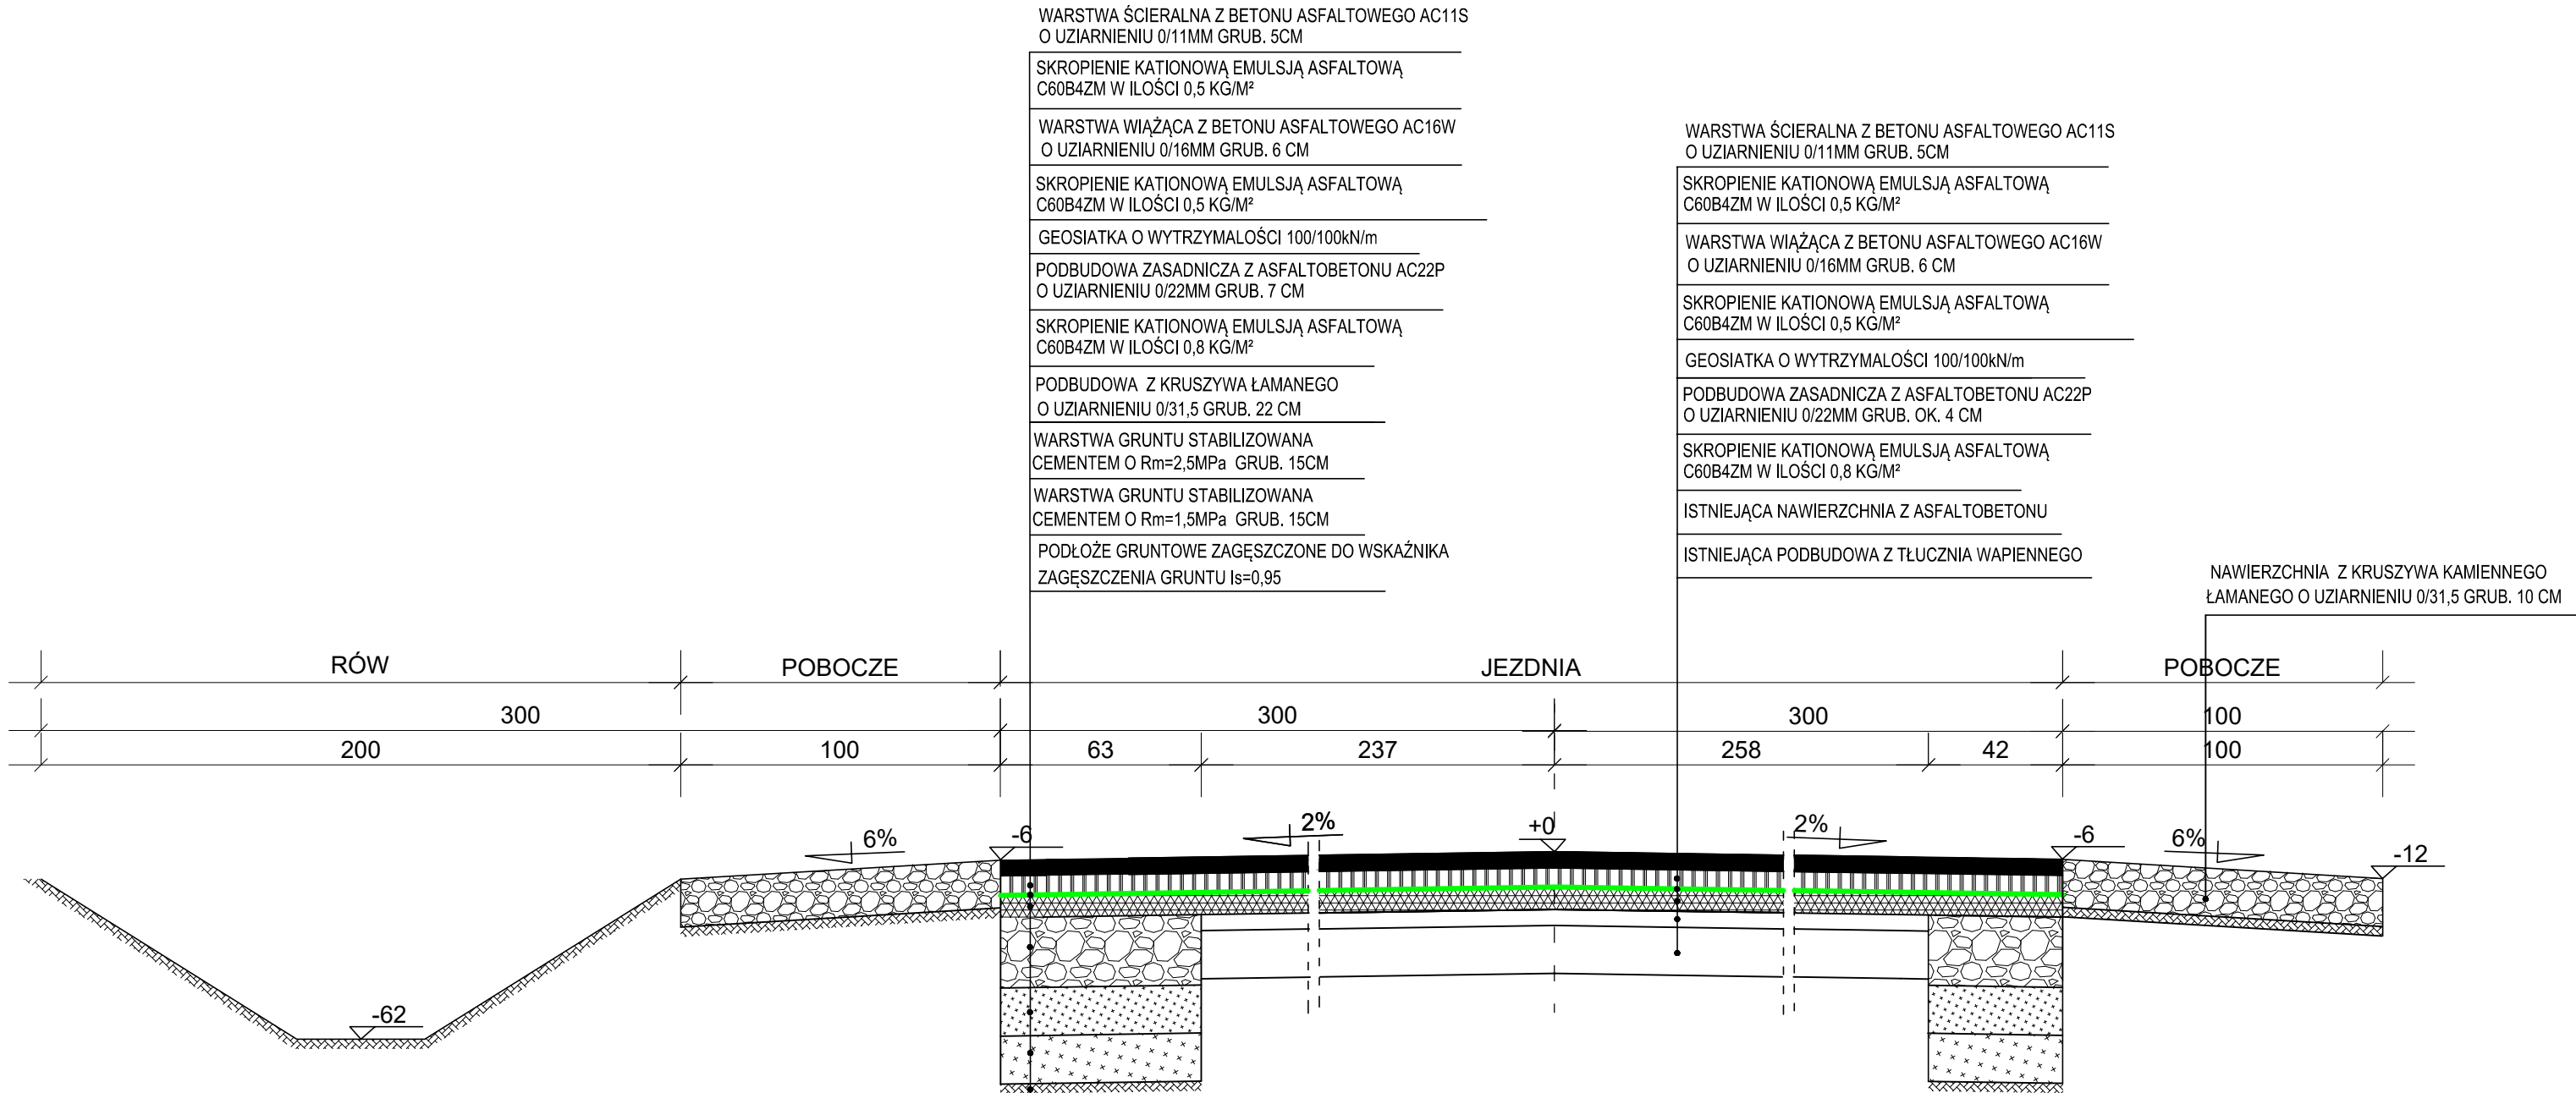 WARSTWA ŚCIERALNA Z BETONU ASFALTOWEGO AC11S
O UZIARNIENIU 0/11MM GRUB. 5CM
SKROPIENIE KATIONOWĄ EMULSJĄ ASFALTOWĄ
C60B4ZM W ILOŚCI 0,5 KG/M²
WARSTWA WIĄŻĄCA Z BETONU ASFALTOWEGO AC16W
O UZIARNIENIU 0/16MM GRUB. 6 CM
SKROPIENIE KATIONOWĄ EMULSJĄ ASFALTOWĄ
C60B4ZM W ILOŚCI 0,5 KG/M²
GEOSIATKA O WYTRZYMALOŚCI 100/100kN/m
PODBUDOWA ZASADNICZA Z ASFALTOBETONU AC22P
O UZIARNIENIU 0/22MM GRUB. 7 CM
SKROPIENIE KATIONOWĄ EMULSJĄ ASFALTOWĄ
C60B4ZM W ILOŚCI 0,8 KG/M²
PODBUDOWA Z KRUSZYWA ŁAMANEGO
O UZIARNIENIU 0/31,5 GRUB. 22 CM
WARSTWA GRUNTU STABILIZOWANA
CEMENTEM O Rm=2,5MPa GRUB. 15CM
WARSTWA GRUNTU STABILIZOWANA
CEMENTEM O Rm=1,5MPa GRUB. 15CM
PODŁOŻE GRUNTOWE ZAGĘSZCZONE DO WSKAŹNIKA
ZAGĘSZCZENIA GRUNTU Is=0,95
WARSTWA ŚCIERALNA Z BETONU ASFALTOWEGO AC11S
O UZIARNIENIU 0/11MM GRUB. 5CM
SKROPIENIE KATIONOWĄ EMULSJĄ ASFALTOWĄ
C60B4ZM W ILOŚCI 0,5 KG/M²
WARSTWA WIĄŻĄCA Z BETONU ASFALTOWEGO AC16W
O UZIARNIENIU 0/16MM GRUB. 6 CM
SKROPIENIE KATIONOWĄ EMULSJĄ ASFALTOWĄ
C60B4ZM W ILOŚCI 0,5 KG/M²
GEOSIATKA O WYTRZYMALOŚCI 100/100kN/m
PODBUDOWA ZASADNICZA Z ASFALTOBETONU AC22P
O UZIARNIENIU 0/22MM GRUB. OK. 4 CM
SKROPIENIE KATIONOWĄ EMULSJĄ ASFALTOWĄ
C60B4ZM W ILOŚCI 0,8 KG/M²
ISTNIEJĄCA NAWIERZCHNIA Z ASFALTOBETONU
ISTNIEJĄCA PODBUDOWA Z TŁUCZNIA WAPIENNEGO
NAWIERZCHNIA Z KRUSZYWA KAMIENNEGO
ŁAMANEGO O UZIARNIENIU 0/31,5 GRUB. 10 CM
RÓW POBOCZE JEZDNIA POBOCZE
300 300 300 100
200 100 63 237 258 42 100
6% -6 2% +0 2% -6 6% -12
-62